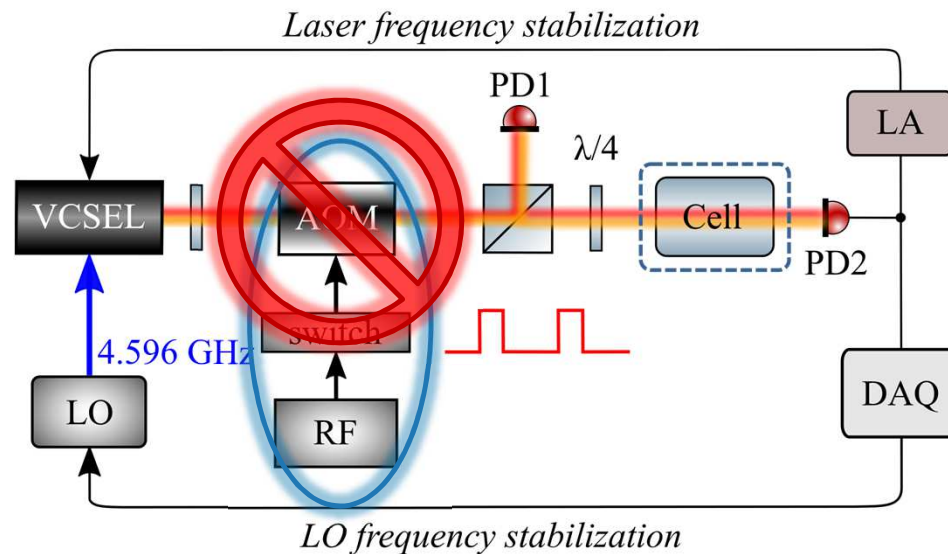 Laser frequency stabilization
PD1
LA
λ/4
VCSEL
AOM
Cell
PD2
switch
4.596 GHz
DAQ
LO
RF
LO frequency stabilization